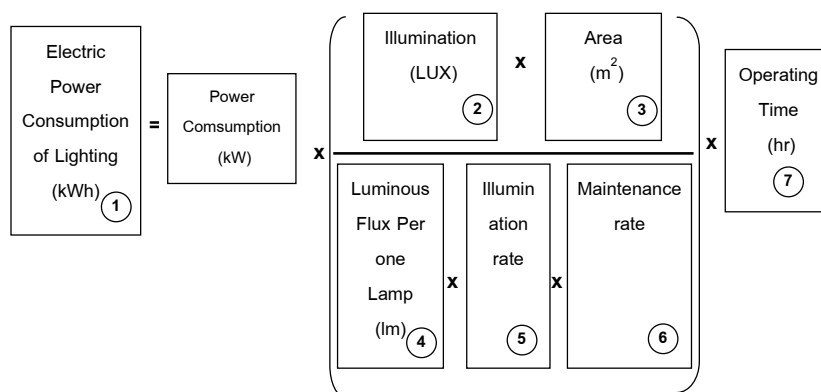 Electric
Power
Consumption
of Lighting
(kWh)
1
=
Power
Comsumption
(kW)
x
Illumination
(LUX)
2
x
Area
(m²)
3
Luminous
Flux Per
one
Lamp
(lm)
4
x
Illumin
ation
rate
5
x
Maintenance
rate
6
x
Operating
Time
(hr)
7